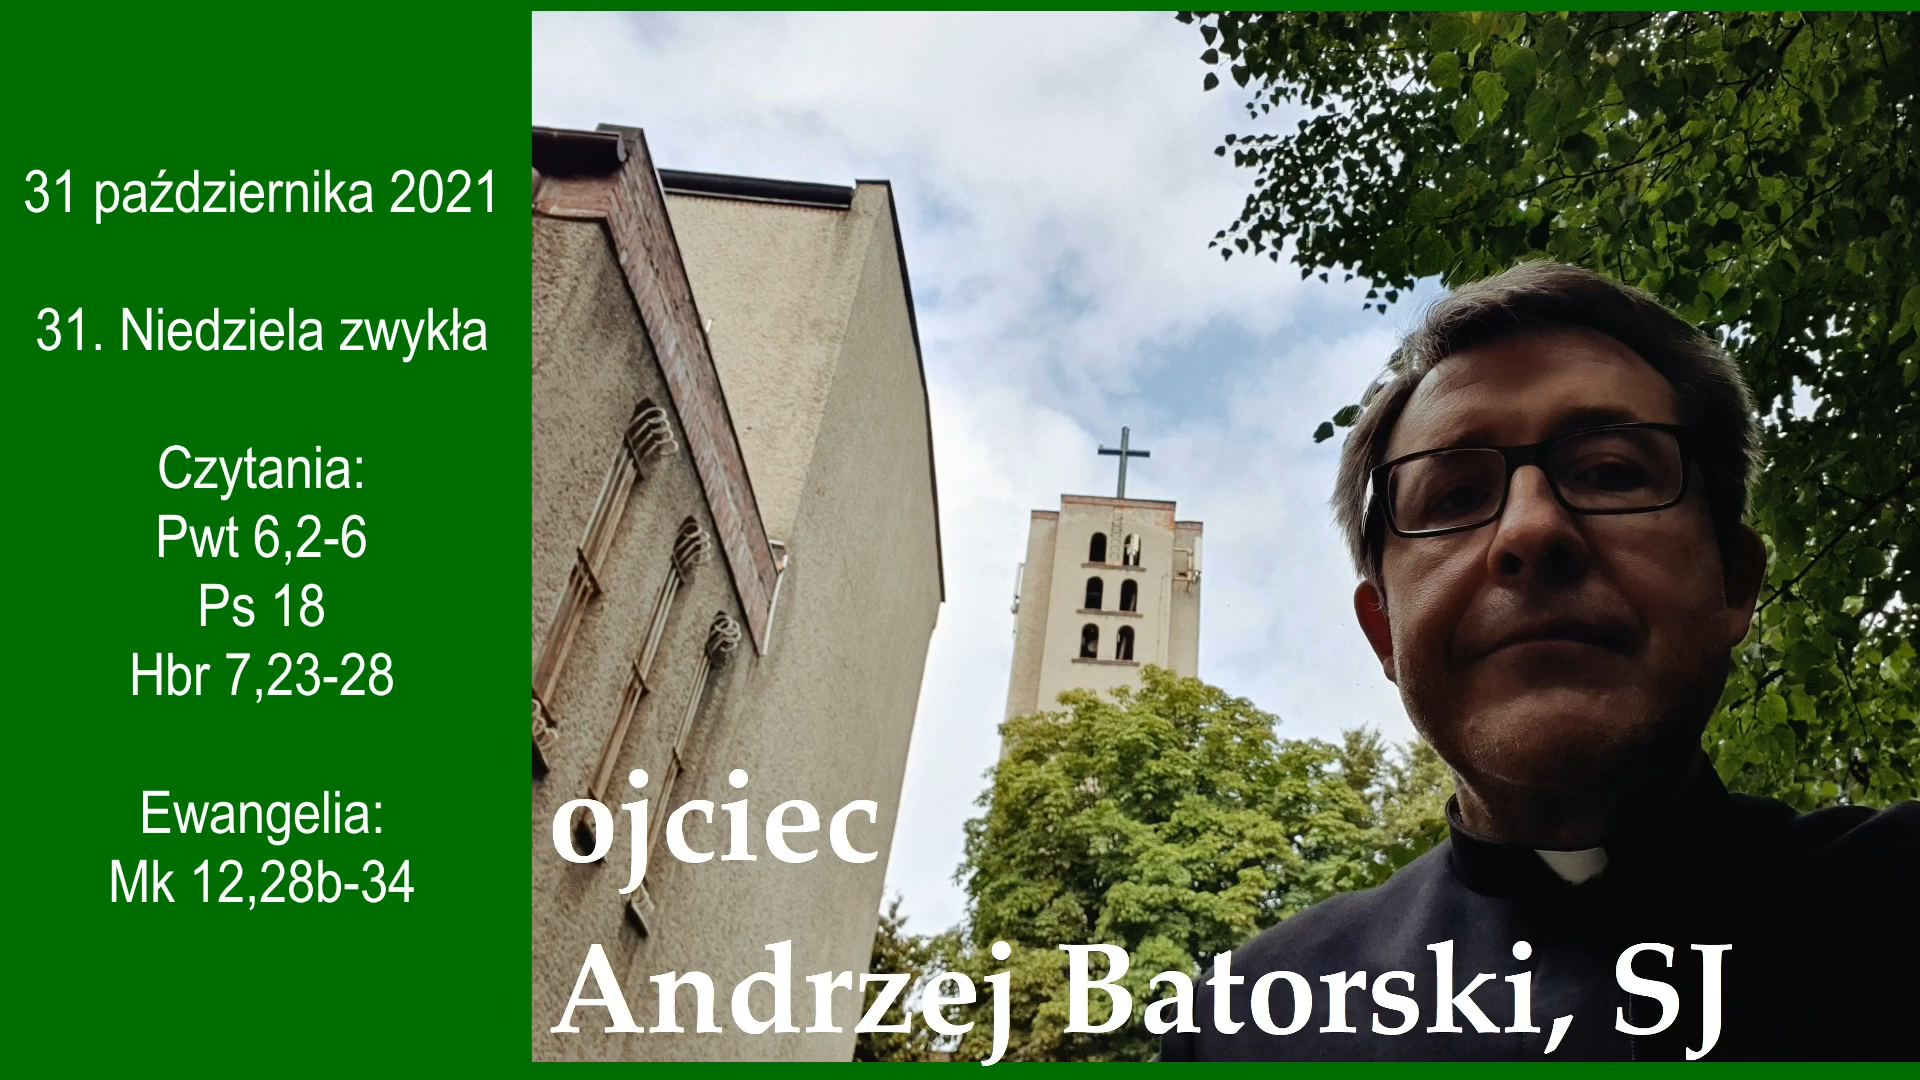 31 października 2021
31. Niedziela zwykła
Czytania:
Pwt 6,2-6
Ps 18
Hbr 7,23-28
Ewangelia:
Mk 12,28b-34
ojciec
Andrzej Batorski, SJ